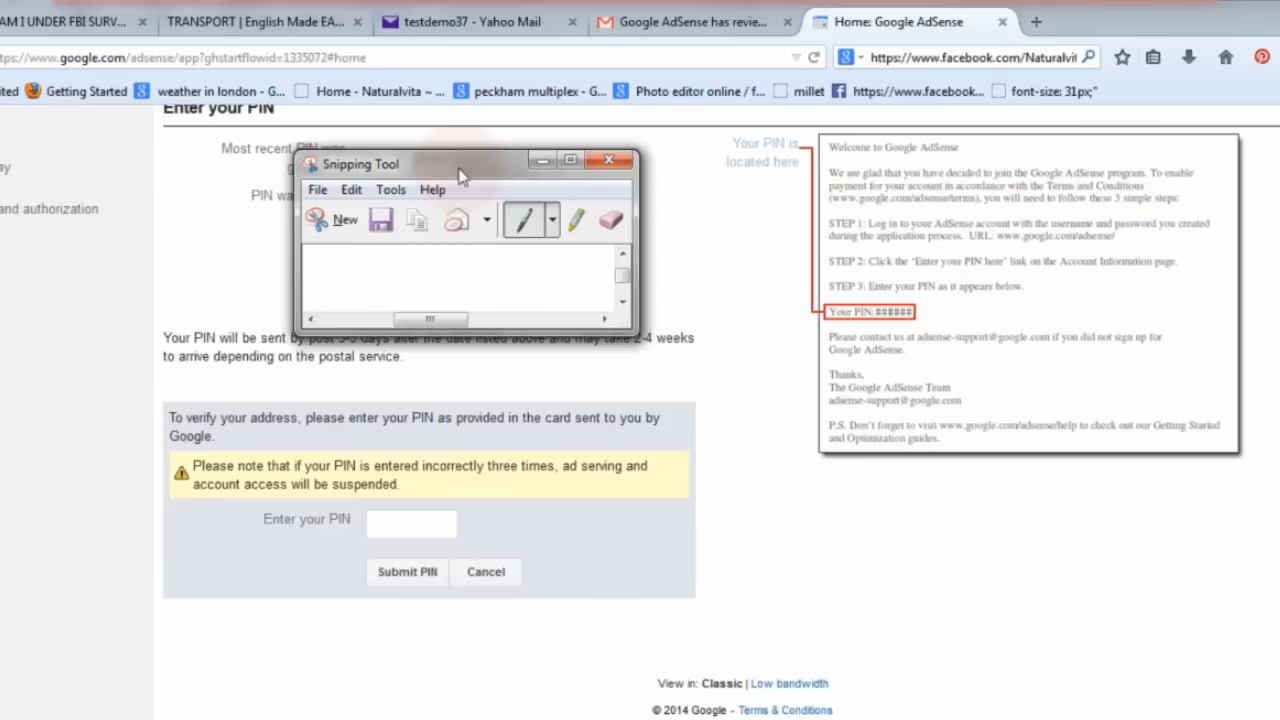 AM I UNDER FBI SURV...
TRANSPORT | English Made EA...
testdemo37 - Yahoo Mail
Google AdSense has revie...
Home: Google AdSense
tps://www.google.com/adsense/app?ghstartflowid=1335072#home
https://www.facebook.com/Naturalvit
ited
Getting Started
weather in london - G...
Home - Naturalvita ~ ...
peckham multiplex - G...
Photo editor online / f...
millet
https://www.facebook...
font-size: 31px;"
Enter your PIN
ay
and authorization
Most recent PIN was
g
PIN wa
Snipping Tool
File Edit Tools Help
New
Your PIN will be sent by post 3-5 days after the date listed above and may take 2-4 weeks
to arrive depending on the postal service.
To verify your address, please enter your PIN as provided in the card sent to you by
Google.
Please note that if your PIN is entered incorrectly three times, ad serving and
account access will be suspended.
Enter your PIN
Submit PIN
Cancel
Your PIN is
located here
Welcome to Google AdSense
We are glad that you have decided to join the Google AdSense program. To enable
payment for your account in accordance with the Terms and Conditions
(www.google.com/adsense/terms), you will need to follow these 3 simple steps:
STEP 1: Log in to your AdSense account with the username and password you created
during the application process. URL: www.google.com/adsense/
STEP 2: Click the 'Enter your PIN here' link on the Account Information page.
STEP 3: Enter your PIN as it appears below.
Your PIN: ######
Please contact us at adsense-support@google.com if you did not sign up for
Google AdSense.
Thanks,
The Google AdSense Team
adsense-support@google.com
P.S. Don't forget to visit www.google.com/adsense/help to check out our Getting Started
and Optimization guides.
View in: Classic | Low bandwidth
© 2014 Google - Terms & Conditions